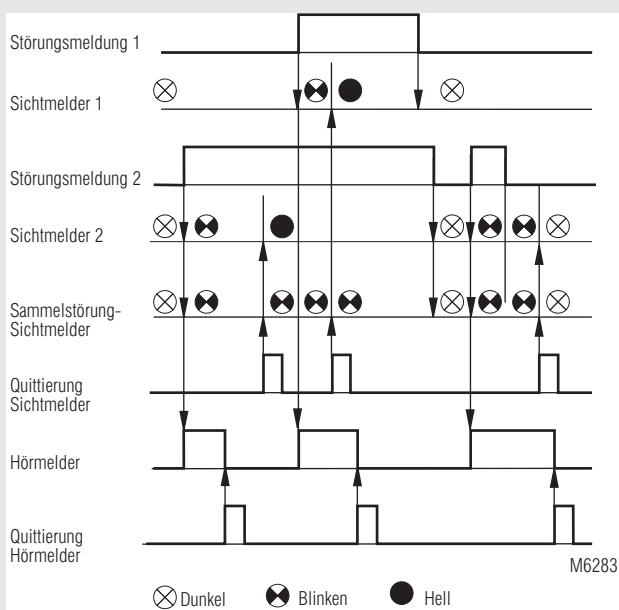 Störungsmeldung 1
Sichtmelder 1
Störungsmeldung 2
Sichtmelder 2
Sammelstörung-
Sichtmelder
Quittierung
Sichtmelder
Hörmelder
Quittierung
Hörmelder
M6283
Dunkel Blinken Hell